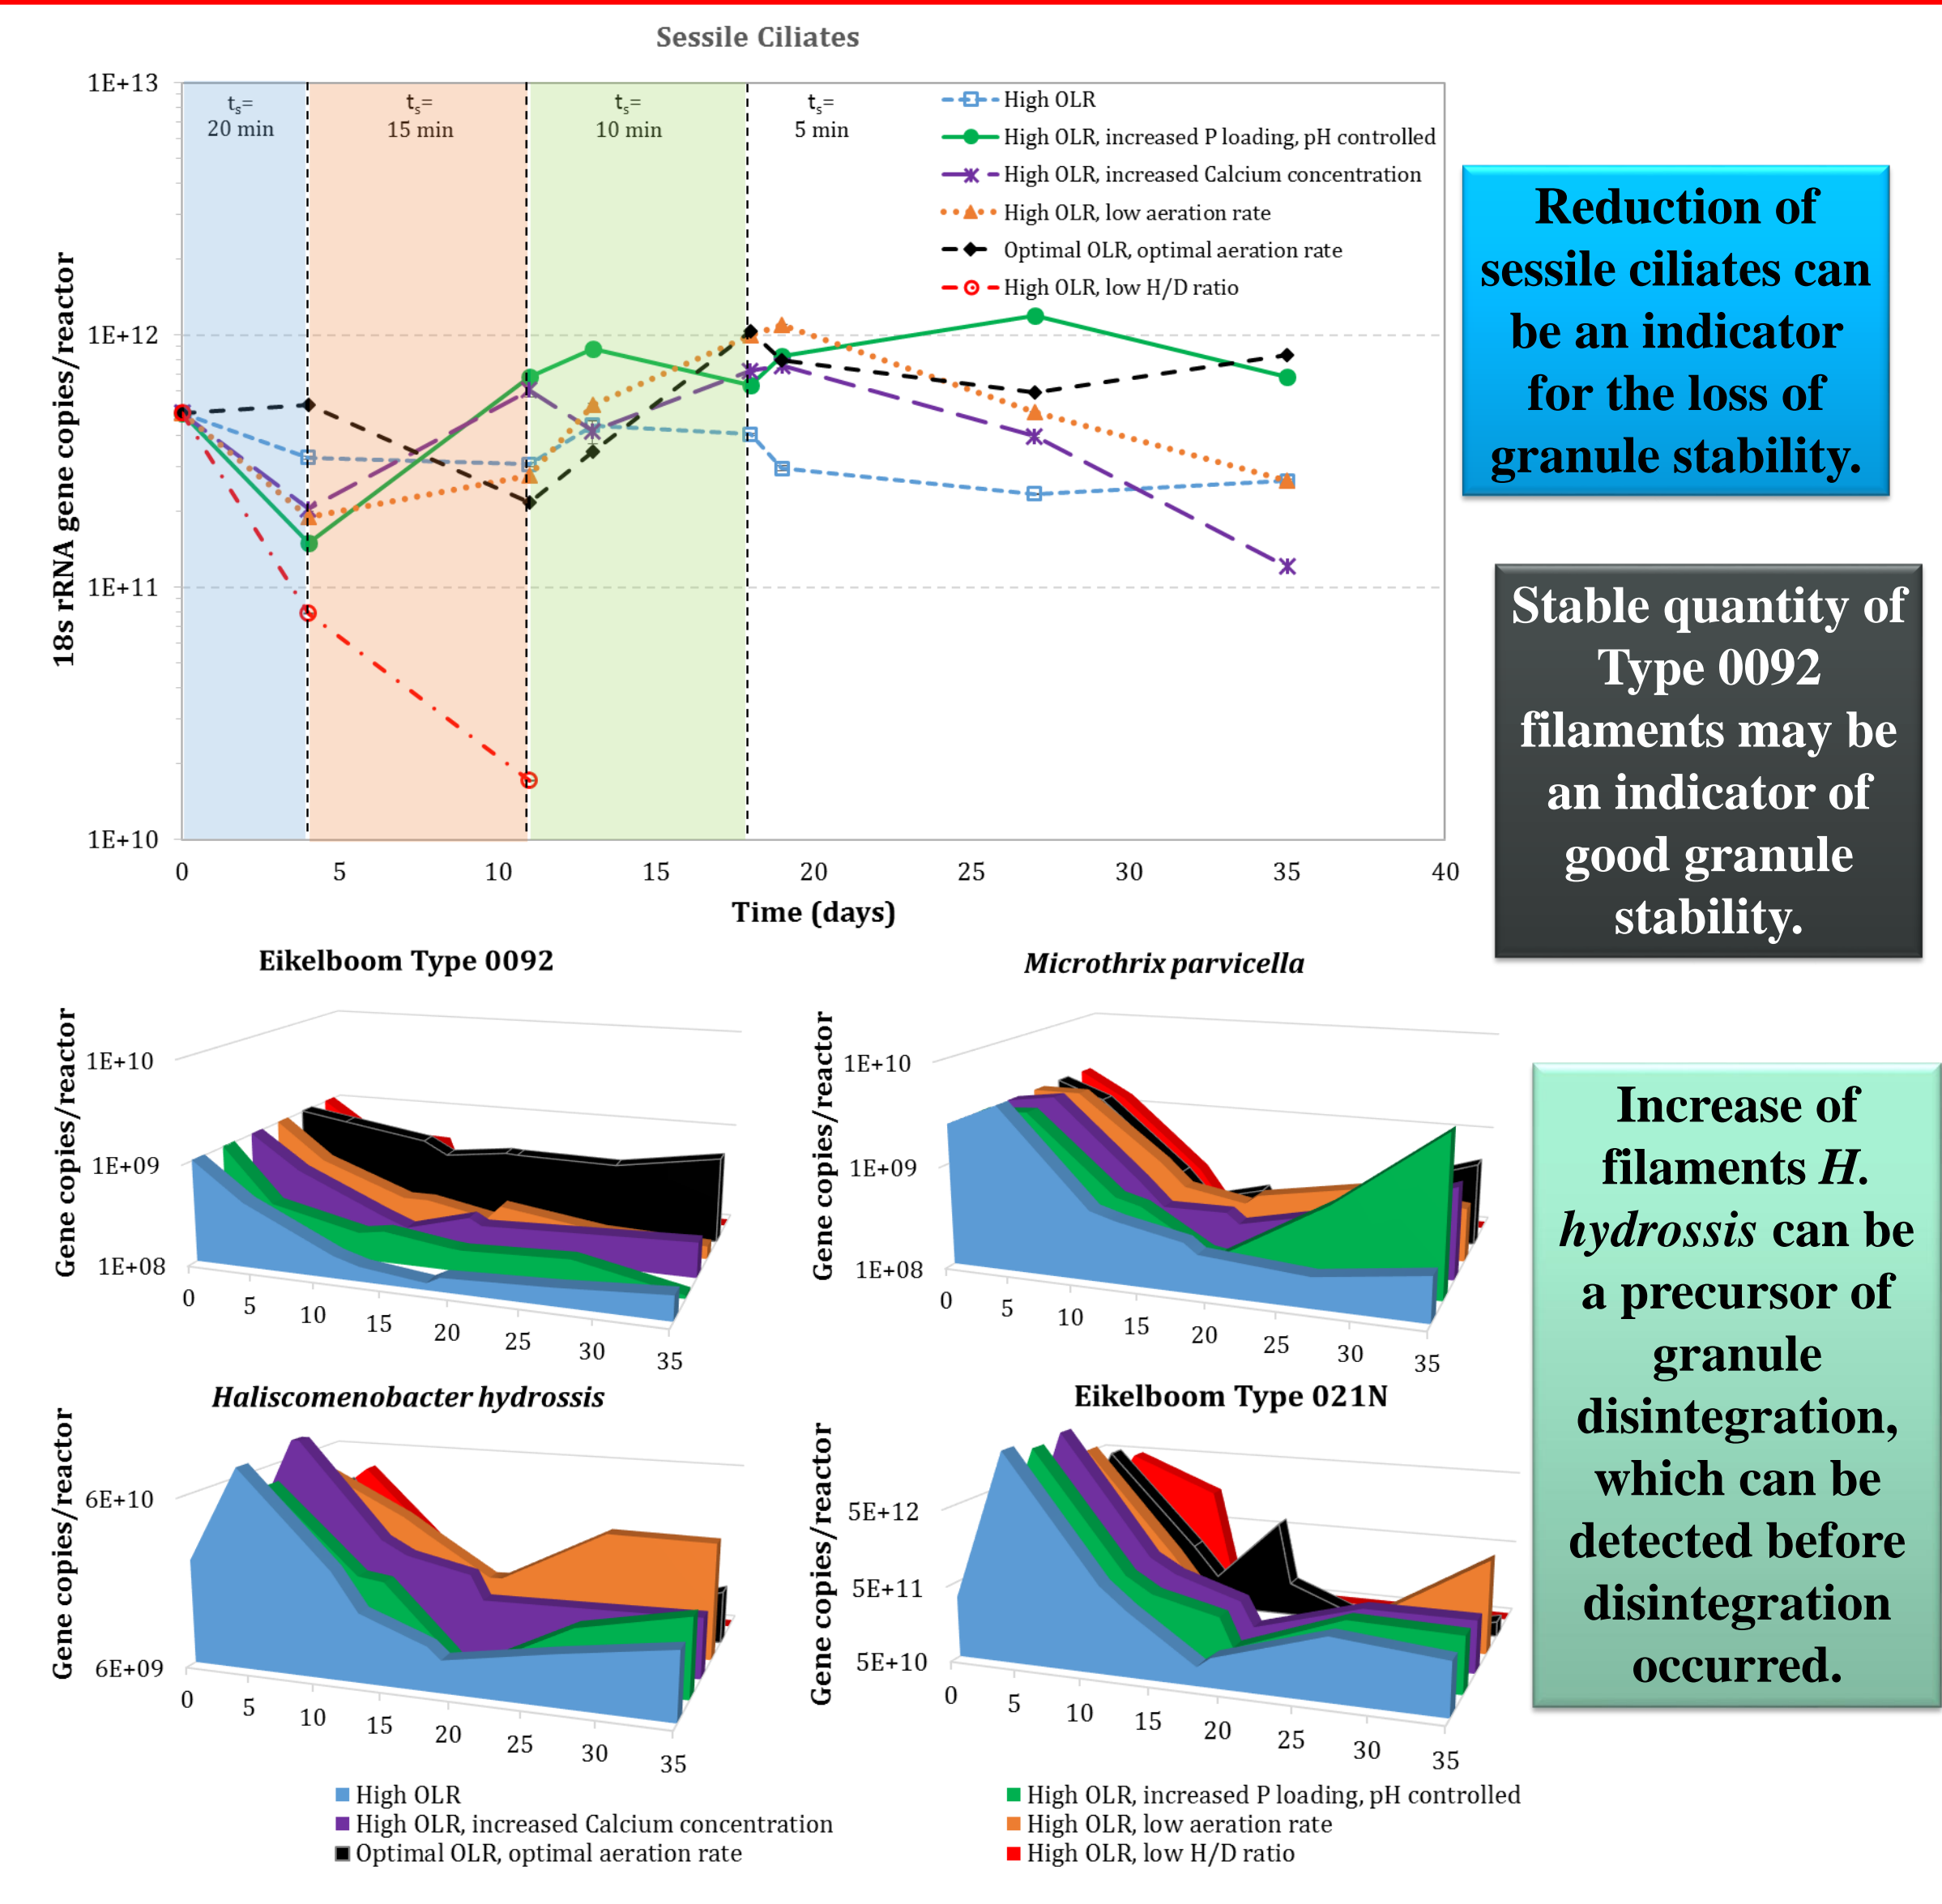 Sessile Ciliates
18s rRNA gene copies/reactor
1E+13
1E+12
1E+11
1E+10
tₛ=
20 min
tₛ=
15 min
tₛ=
10 min
tₛ=
5 min
High OLR
High OLR, increased P loading, pH controlled
High OLR, increased Calcium concentration
High OLR, low aeration rate
Optimal OLR, optimal aeration rate
High OLR, low H/D ratio
0 5 10 15 20 25 30 35 40
Time (days)
Reduction of
sessile ciliates can
be an indicator
for the loss of
granule stability.
Stable quantity of
Type 0092
filaments may be
an indicator of
good granule
stability.
Eikelboom Type 0092
Gene copies/reactor
1E+10
1E+09
1E+08
0 5 10 15 20 25 30 35
Microthrix parvicella
Gene copies/reactor
1E+10
1E+09
1E+08
0 5 10 15 20 25 30 35
Increase of
filaments H.
hydrossis can be
a precursor of
granule
disintegration,
which can be
detected before
disintegration
occurred.
Haliscomenobacter hydrossis
Gene copies/reactor
6E+10
6E+09
0 5 10 15 20 25 30 35
Eikelboom Type 021N
Gene copies/reactor
5E+12
5E+11
5E+10
0 5 10 15 20 25 30 35
High OLR
High OLR, increased P loading, pH controlled
High OLR, increased Calcium concentration
High OLR, low aeration rate
Optimal OLR, optimal aeration rate
High OLR, low H/D ratio